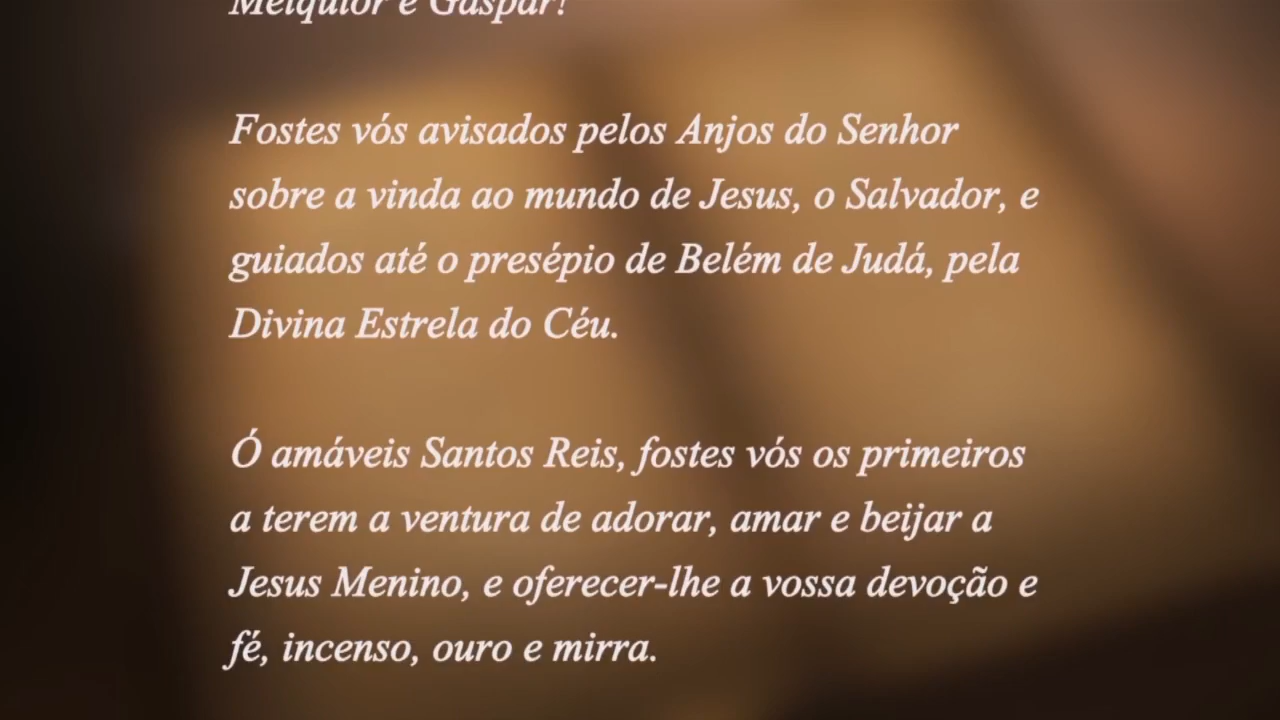 Melquior e Gaspar!
Fostes vós avisados pelos Anjos do Senhor
sobre a vinda ao mundo de Jesus, o Salvador, e
guiados até o presépio de Belém de Judá, pela
Divina Estrela do Céu.
Ó amáveis Santos Reis, fostes vós os primeiros
a terem a ventura de adorar, amar e beijar a
Jesus Menino, e oferecer-lhe a vossa devoção e
fé, incenso, ouro e mirra.